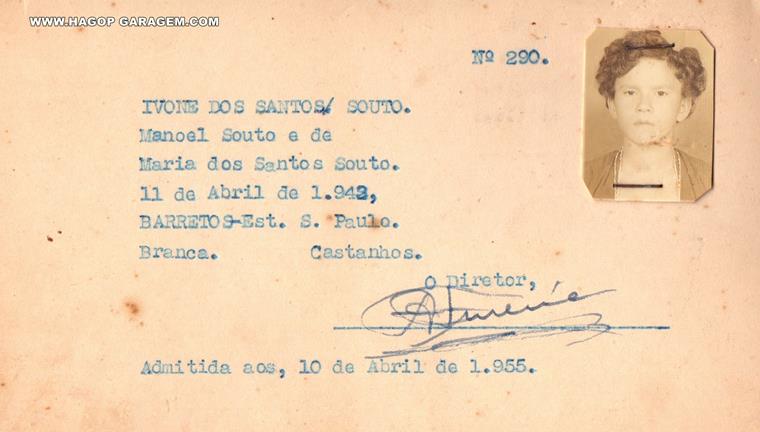 WWW.HAGOP GARAGEM.COM
Nº 290.
IVONE DOS SANTOS/ SOUTO.
Manoel Souto e de
Maria dos Santos Souto.
11 de Abril de 1.942,
BARRETOS-Est. S. Paulo.
Branca. Castanhos.
O Diretor,
Admitida aos, 10 de Abril de 1.955.